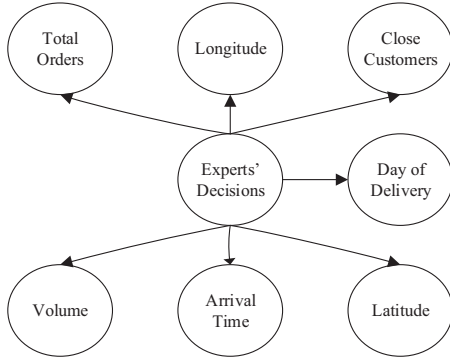 Total
Orders
Longitude
Close
Customers
Experts'
Decisions
Day of
Delivery
Volume
Arrival
Time
Latitude